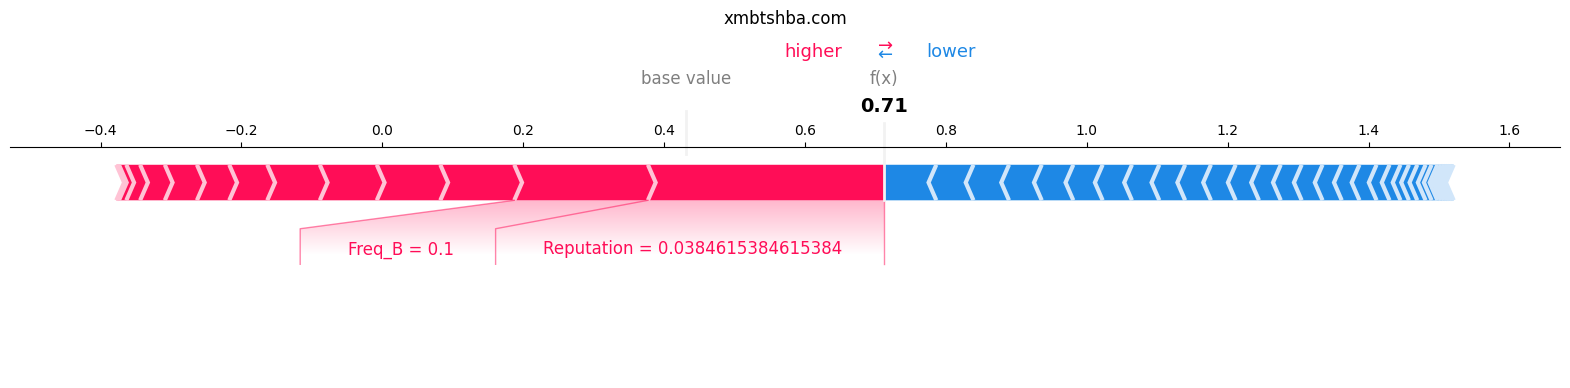 xmbtshba.com
higher ⇄ lower
base value f(x)
0.71
−0.4 −0.2 0.0 0.2 0.4 0.6 0.8 1.0 1.2 1.4 1.6
Freq_B = 0.1 Reputation = 0.0384615384615384